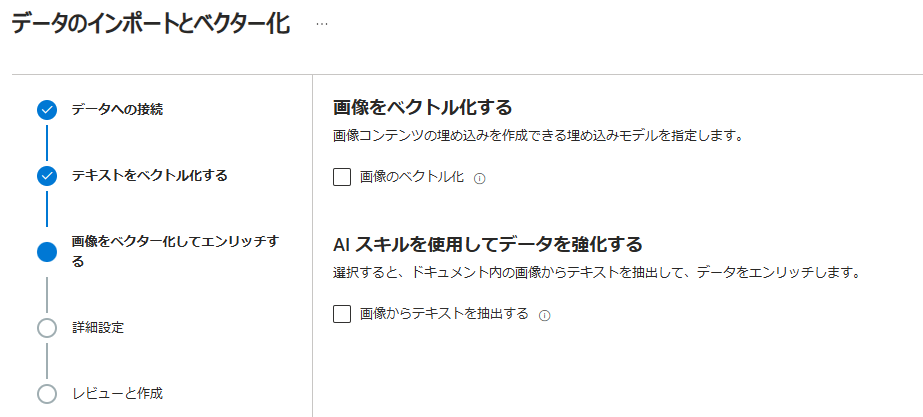 データのインポートとベクター化 …
データへの接続
テキストをベクトル化する
画像をベクター化してエンリッチす
る
詳細設定
レビューと作成
画像をベクトル化する
画像コンテンツの埋め込みを作成できる埋め込みモデルを指定します。
画像のベクトル化
AI スキルを使用してデータを強化する
選択すると、ドキュメント内の画像からテキストを抽出して、データをエンリッチします。
画像からテキストを抽出する